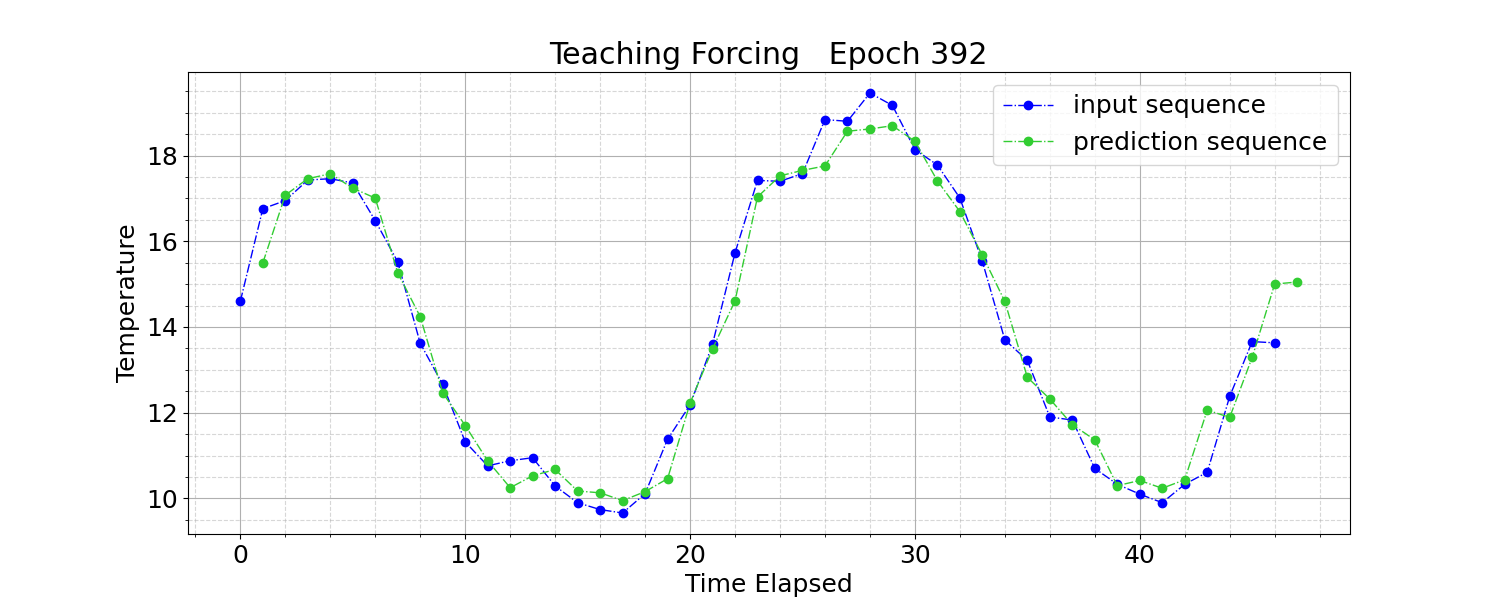 Teaching Forcing   Epoch 392
input sequence
prediction sequence
Temperature
18
16
14
12
10
0 10 20 30 40
Time Elapsed